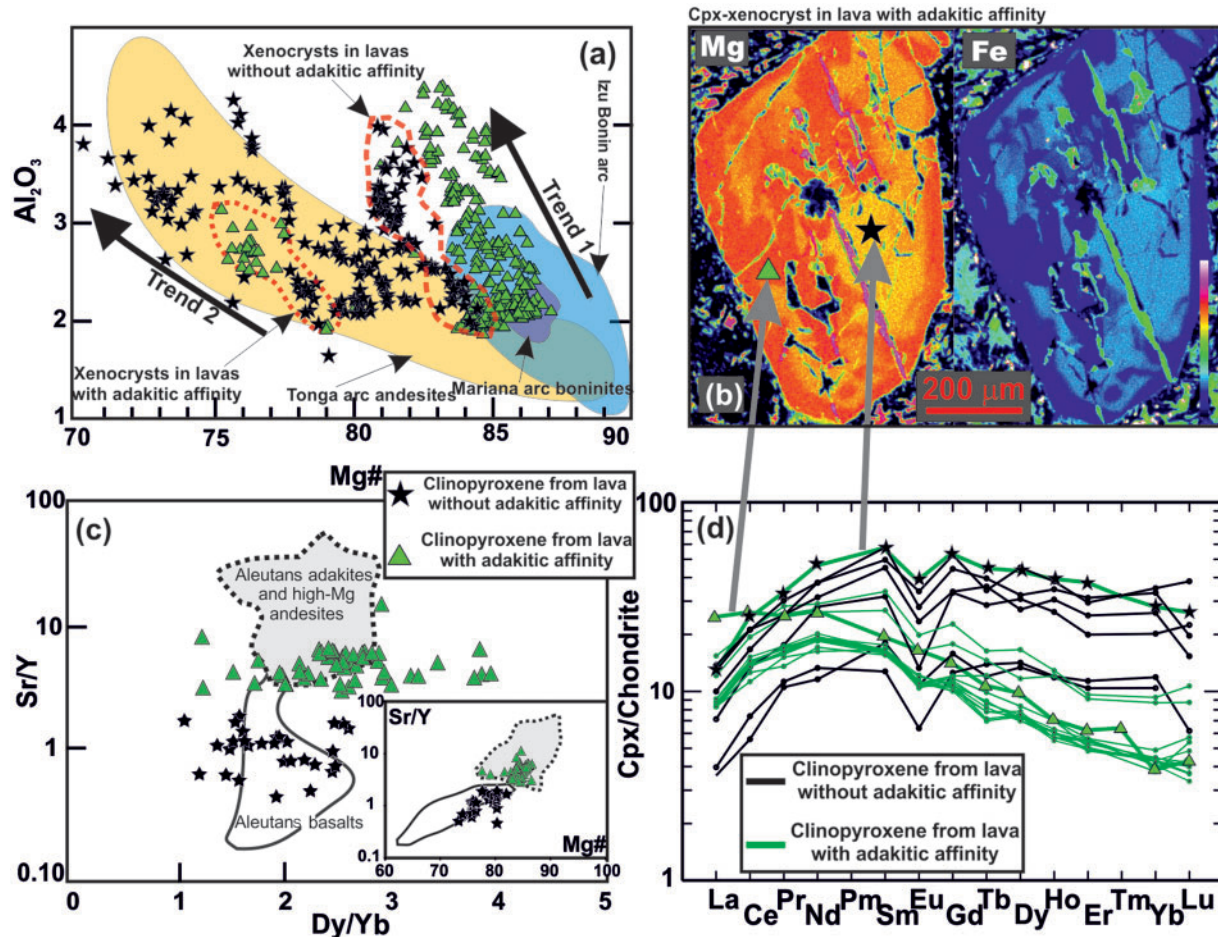 (a)
Xenocrysts in lavas
without adakitic affinity
Izu Bonin arc
Trend 1
Trend 2
Xenocrysts in lavas
with adakitic affinity
Tonga arc andesites
Mariana arc boninites
Al₂O₃
4
3
2
1
70
75
80
85
90
Mg#
Cpx-xenocryst in lava with adakitic affinity
Mg
Fe
(b)
200 µm
Clinopyroxene from lava
without adakitic affinity
Clinopyroxene from lava
with adakitic affinity
(c)
100
10
1
0.10
Sr/Y
Aleutans adakites
and high-Mg
andesites
Aleutans basalts
0
1
2
3
4
5
Dy/Yb
100
Sr/Y
10
1
0.1
Mg#
60
70
80
90
100
(d)
100
10
1
Cpx/Chondrite
Clinopyroxene from lava
without adakitic affinity
Clinopyroxene from lava
with adakitic affinity
La
Ce
Pr
Nd
Pm
Sm
Eu
Gd
Tb
Dy
Ho
Er
Tm
Yb
Lu